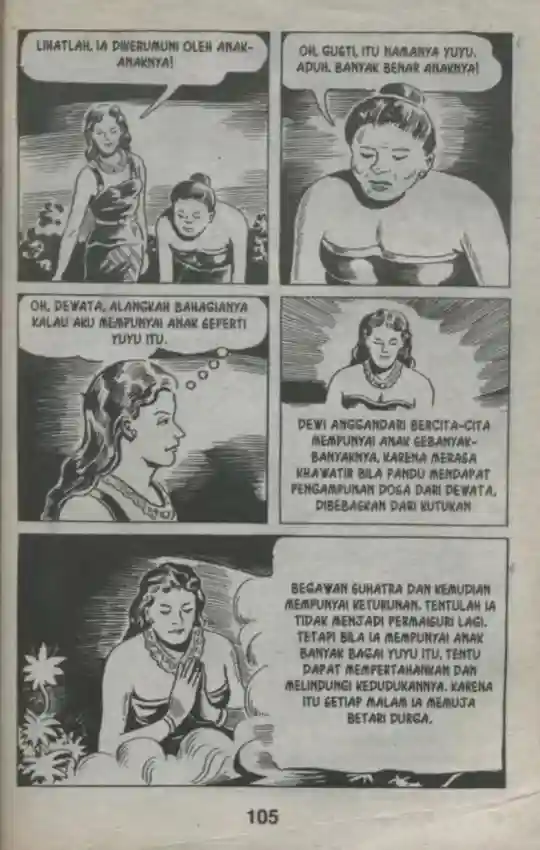 LIHATLAH, IA DIKERUMUNI OLEH ANAK-
ANAKNYA!
OH, GUSTI, ITU NAMANYA YUYU.
ADUH, BANYAK BENAR ANAKNYA!
OH, DEWATA, ALANGKAH BAHAGIANYA
KALAU AKU MEMPUNYAI ANAK SEPERTI
YUYU ITU.
DEWI ANGGANDARI BERCITA-CITA
MEMPUNYAI ANAK SEBANYAK-
BANYAKNYA, KARENA MERASA
KHAWATIR BILA PANDU MENDAPAT
PENGAMPUNAN DOSA DARI DEWATA,
DIBEBASKAN DARI KUTUKAN
BEGAWAN SUHATRA DAN KEMUDIAN
MEMPUNYAI KETURUNAN, TENTULAH IA
TIDAK MENJADI PERMAISURI LAGI.
TETAPI BILA IA MEMPUNYAI ANAK
BANYAK BAGAI YUYU ITU, TENTU
DAPAT MEMPERTAHANKAN DAN
MELINDUNGI KEDUDUKANNYA. KARENA
ITU SETIAP MALAM IA MEMUJA
BETARI DURGA.
105